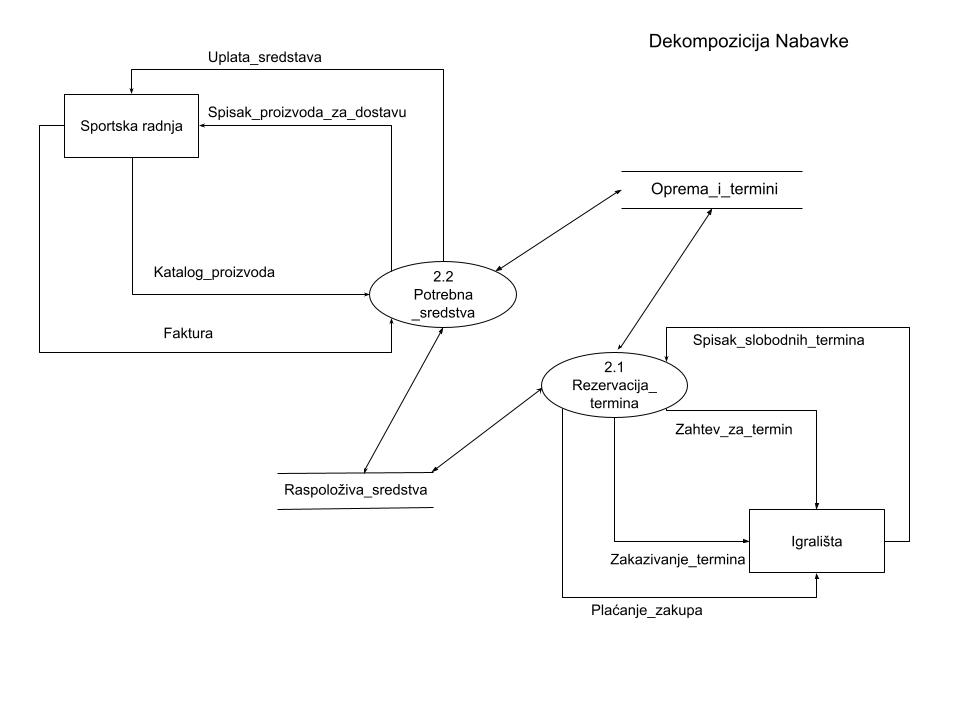 Dekompozicija Nabavke
Uplata_sredstava
Spisak_proizvoda_za_dostavu
Sportska radnja
Oprema_i_termini
Katalog_proizvoda
2.2
Potrebna
_sredstva
Faktura
Spisak_slobodnih_termina
2.1
Rezervacija_
termina
Zahtev_za_termin
Raspoloživa_sredstva
Igrališta
Zakazivanje_termina
Plaćanje_zakupa